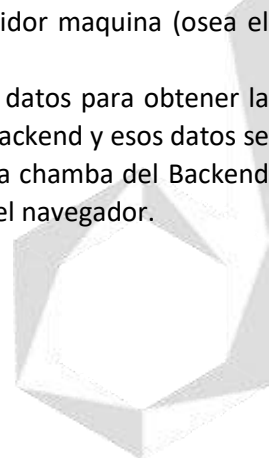 idor maquina (osea el
datos para obtener la
ackend y esos datos se
a chamba del Backend
el navegador.